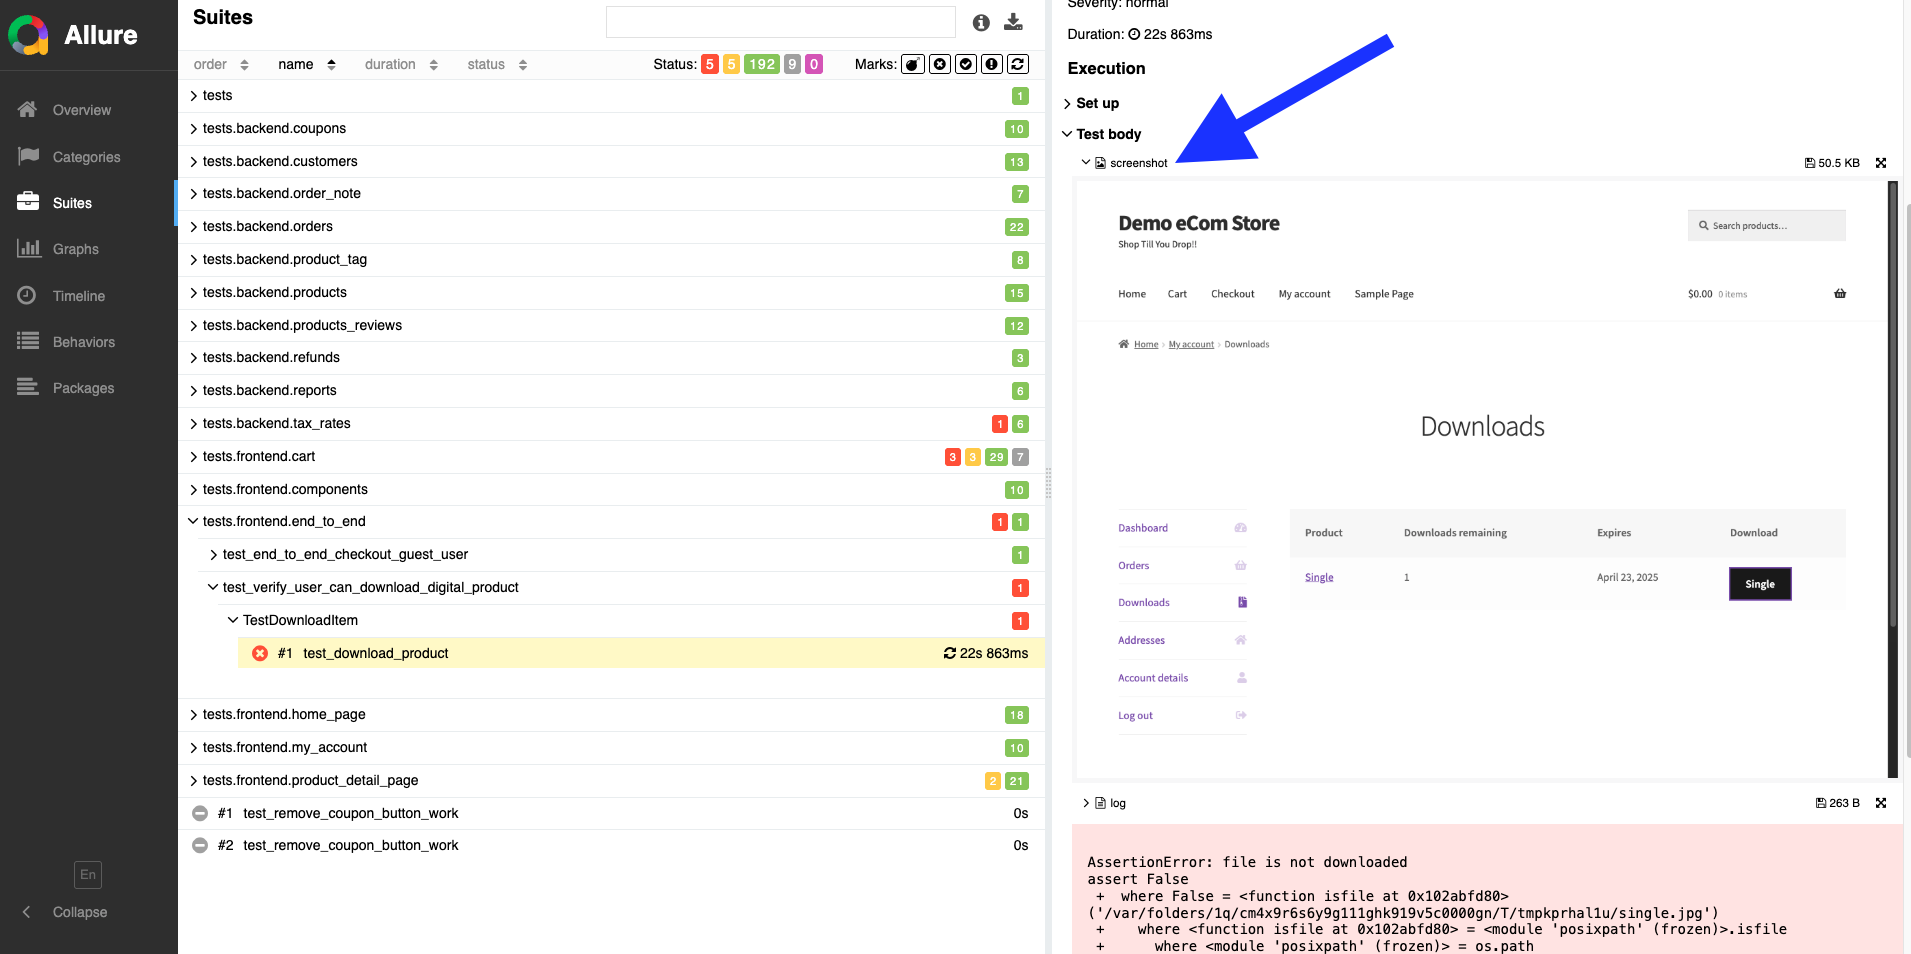 Allure
Overview
Categories
Suites
Graphs
Timeline
Behaviors
Packages
En
Collapse
Suites
order name duration status Status: 5 5 192 9 0 Marks:
tests 1
tests.backend.coupons 10
tests.backend.customers 13
tests.backend.order_note 7
tests.backend.orders 22
tests.backend.product_tag 8
tests.backend.products 15
tests.backend.products_reviews 12
tests.backend.refunds 3
tests.backend.reports 6
tests.backend.tax_rates 1 6
tests.frontend.cart 3 3 29 7
tests.frontend.components 10
tests.frontend.end_to_end 1 1
test_end_to_end_checkout_guest_user 1
test_verify_user_can_download_digital_product 1
TestDownloadItem 1
#1 test_download_product 22s 863ms
tests.frontend.home_page 18
tests.frontend.my_account 10
tests.frontend.product_detail_page 2 21
#1 test_remove_coupon_button_work 0s
#2 test_remove_coupon_button_work 0s
Severity: normal
Duration: 22s 863ms
Execution
Set up
Test body
screenshot 50.5 KB
Demo eCom Store
Shop Till You Drop!!
Search products...
Home Cart Checkout My account Sample Page $0.00 0 items
Home › My account › Downloads
Downloads
Dashboard
Orders
Downloads
Addresses
Account details
Log out
Product Downloads remaining Expires Download
Single 1 April 23, 2025 Single
log 263 B
AssertionError: file is not downloaded
assert False
+ where False = <function isfile at 0x102abfd80>
('/var/folders/1q/cm4x9r6s6y9g111ghk919v5c0000gn/T/tmpkprhal1u/single.jpg')
+ where <function isfile at 0x102abfd80> = <module 'posixpath' (frozen)>.isfile
+ where <module 'posixpath' (frozen)> = os.path